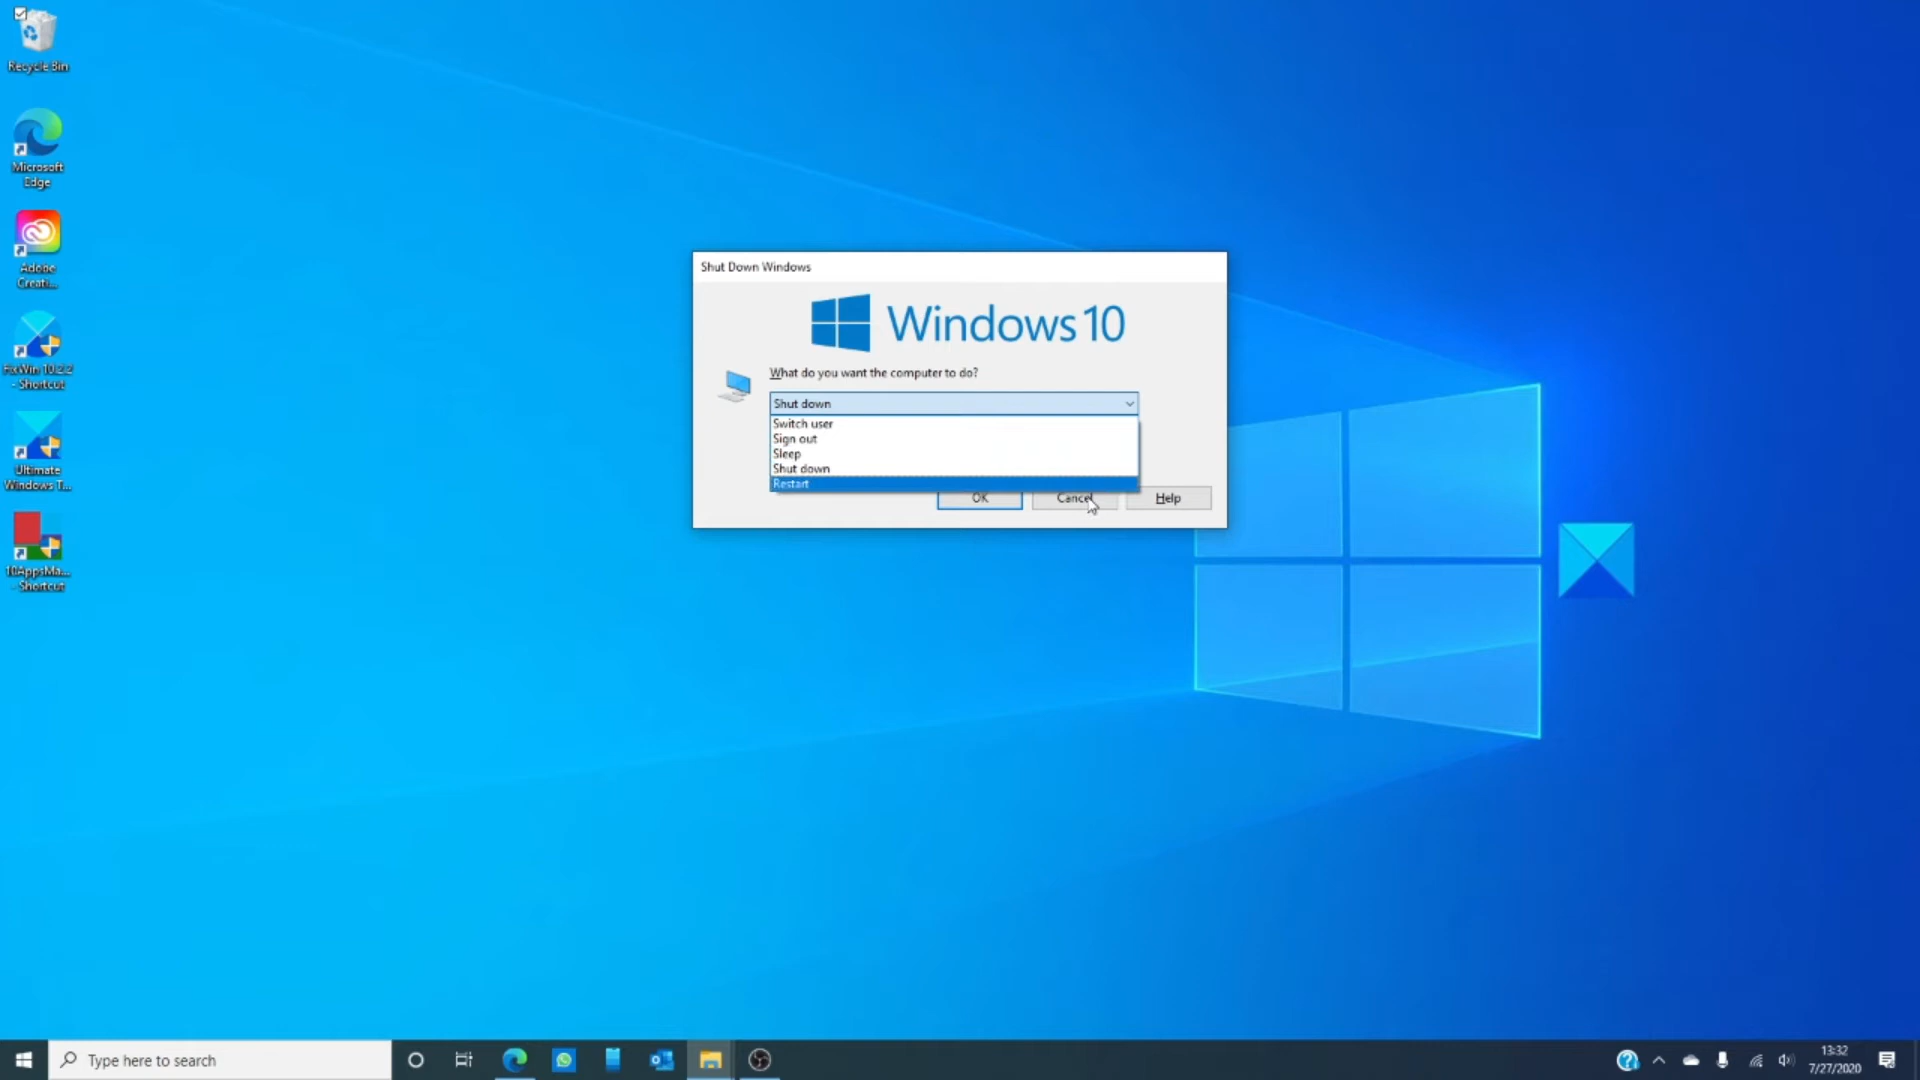 Recycle Bin
Microsoft
Edge
Adobe
Creati...
FixWin 10.2.2
- Shortcut
Ultimate
Windows T...
10AppsMa...
- Shortcut
Shut Down Windows
Windows 10
What do you want the computer to do?
Shut down
Switch user
Sign out
Sleep
Shut down
Restart
OK
Cancel
Help
Type here to search
13:32
7/27/2020